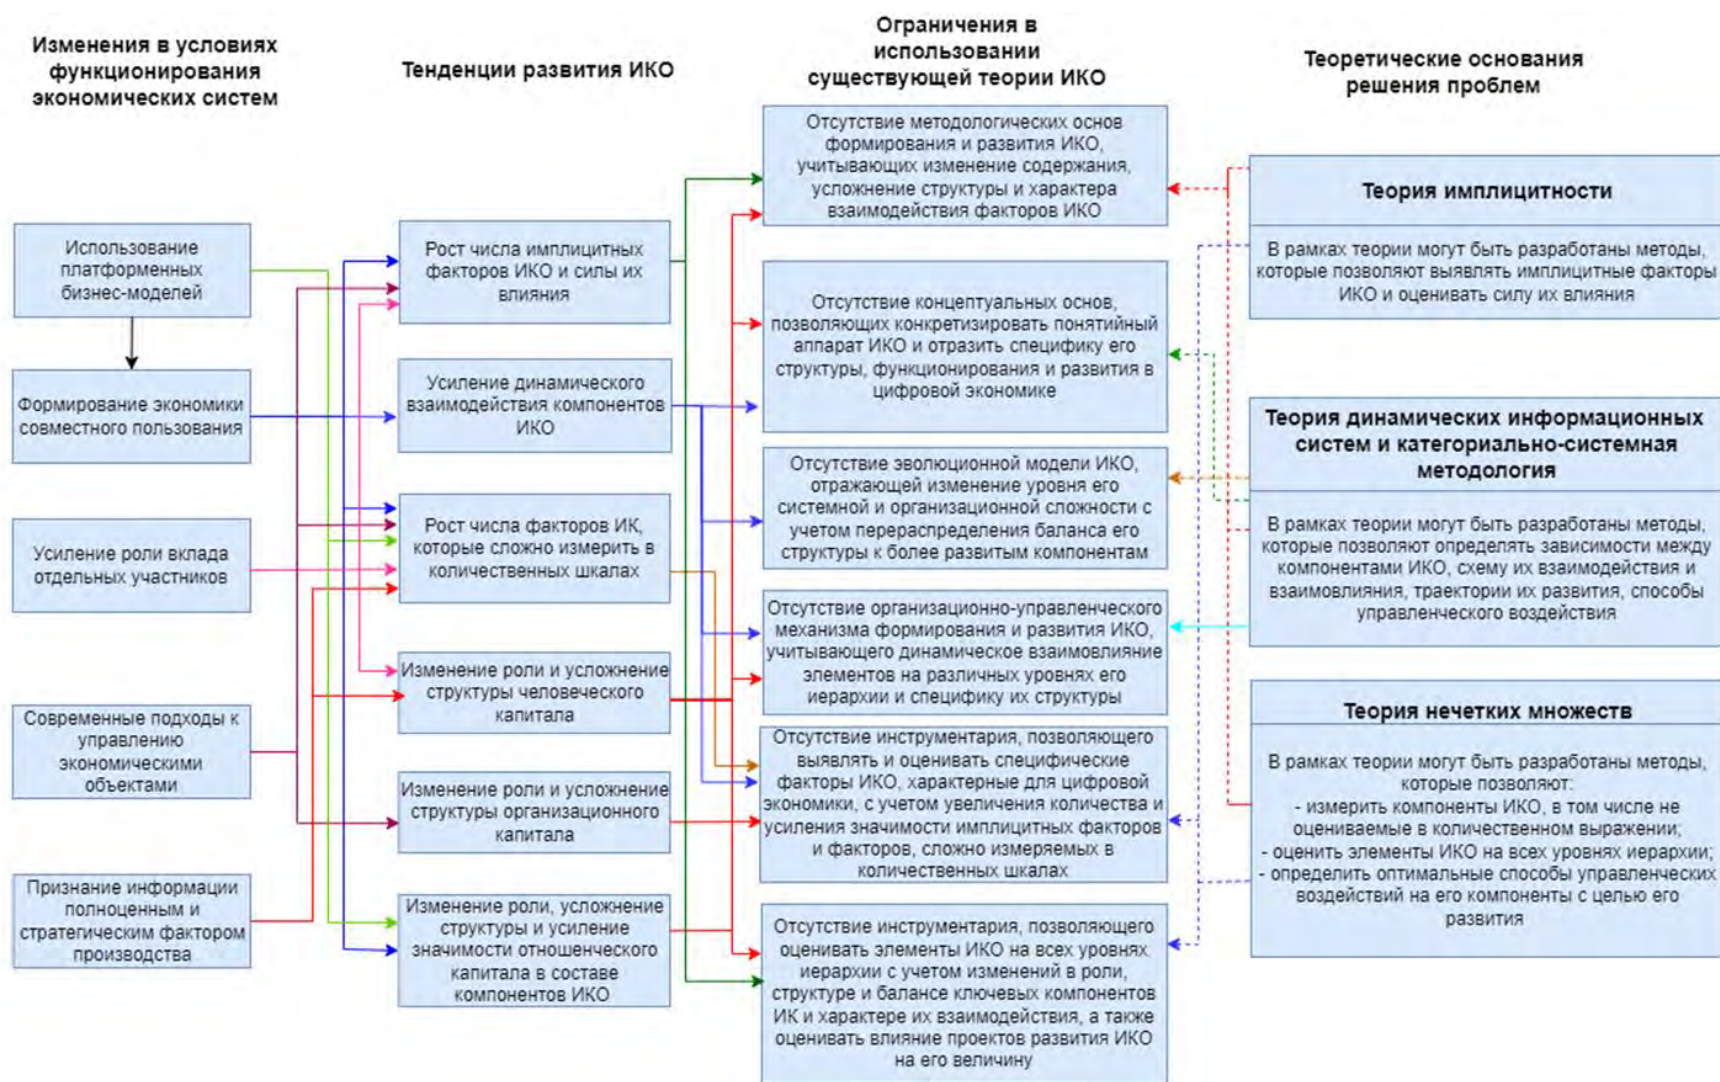 Изменения в условиях
функционирования
экономических систем
Использование
платформенных
бизнес-моделей
Формирование экономики
совместного пользования
Усиление роли вклада
отдельных участников
Современные подходы к
управлению
экономическими
объектами
Признание информации
полноценным и
стратегическим фактором
производства
Тенденции развития ИКО
Рост числа имплицитных
факторов ИКО и силы их
влияния
Усиление динамического
взаимодействия компонентов
ИКО
Рост числа факторов ИК,
которые сложно измерить в
количественных шкалах
Изменение роли и усложнение
структуры человеческого
капитала
Изменение роли и усложнение
структуры организационного
капитала
Изменение роли, усложнение
структуры и усиление
значимости отношенческого
капитала в составе
компонентов ИКО
Ограничения в
использовании
существующей теории ИКО
Отсутствие методологических основ
формирования и развития ИКО,
учитывающих изменение содержания,
усложнение структуры и характера
взаимодействия факторов ИКО
Отсутствие концептуальных основ,
позволяющих конкретизировать понятийный
аппарат ИКО и отразить специфику его
структуры, функционирования и развития в
цифровой экономике
Отсутствие эволюционной модели ИКО,
отражающей изменение уровня его
системной и организационной сложности с
учетом перераспределения баланса его
структуры к более развитым компонентам
Отсутствие организационно-управленческого
механизма формирования и развития ИКО,
учитывающего динамическое взаимовлияние
элементов на различных уровнях его
иерархии и специфику их структуры
Отсутствие инструментария, позволяющего
выявлять и оценивать специфические
факторы ИКО, характерные для цифровой
экономики, с учетом увеличения количества и
усиления значимости имплицитных факторов
и факторов, сложно измеряемых в
количественных шкалах
Отсутствие инструментария, позволяющего
оценивать элементы ИКО на всех уровнях
иерархии с учетом изменений в роли,
структуре и балансе ключевых компонентов
ИК и характере их взаимодействия, а также
оценивать влияние проектов развития ИКО
на его величину
Теоретические основания
решения проблем
Теория имплицитности
В рамках теории могут быть разработаны методы,
которые позволяют выявлять имплицитные факторы
ИКО и оценивать силу их влияния
Теория динамических информационных
систем и категориально-системная
методология
В рамках теории могут быть разработаны методы,
которые позволяют определять зависимости между
компонентами ИКО, схему их взаимодействия и
взаимовлияния, траектории их развития, способы
управленческого воздействия
Теория нечетких множеств
В рамках теории могут быть разработаны методы,
которые позволяют:
- измерить компоненты ИКО, в том числе не
оцениваемые в количественном выражении;
- оценить элементы ИКО на всех уровнях иерархии;
- определить оптимальные способы управленческих
воздействий на его компоненты с целью его
развития